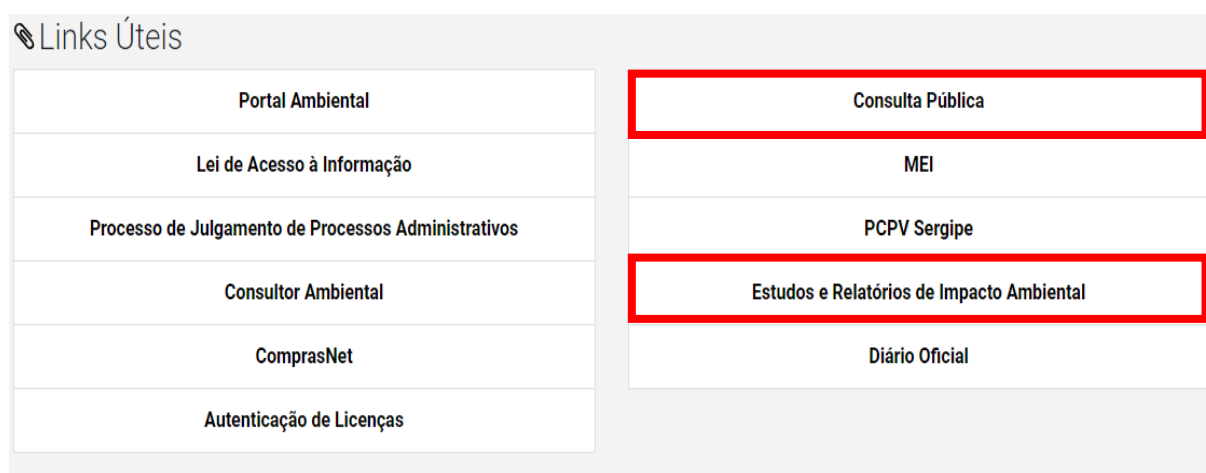 Links Úteis
Portal Ambiental
Lei de Acesso à Informação
Processo de Julgamento de Processos Administrativos
Consultor Ambiental
ComprasNet
Autenticação de Licenças
Consulta Pública
MEI
PCPV Sergipe
Estudos e Relatórios de Impacto Ambiental
Diário Oficial